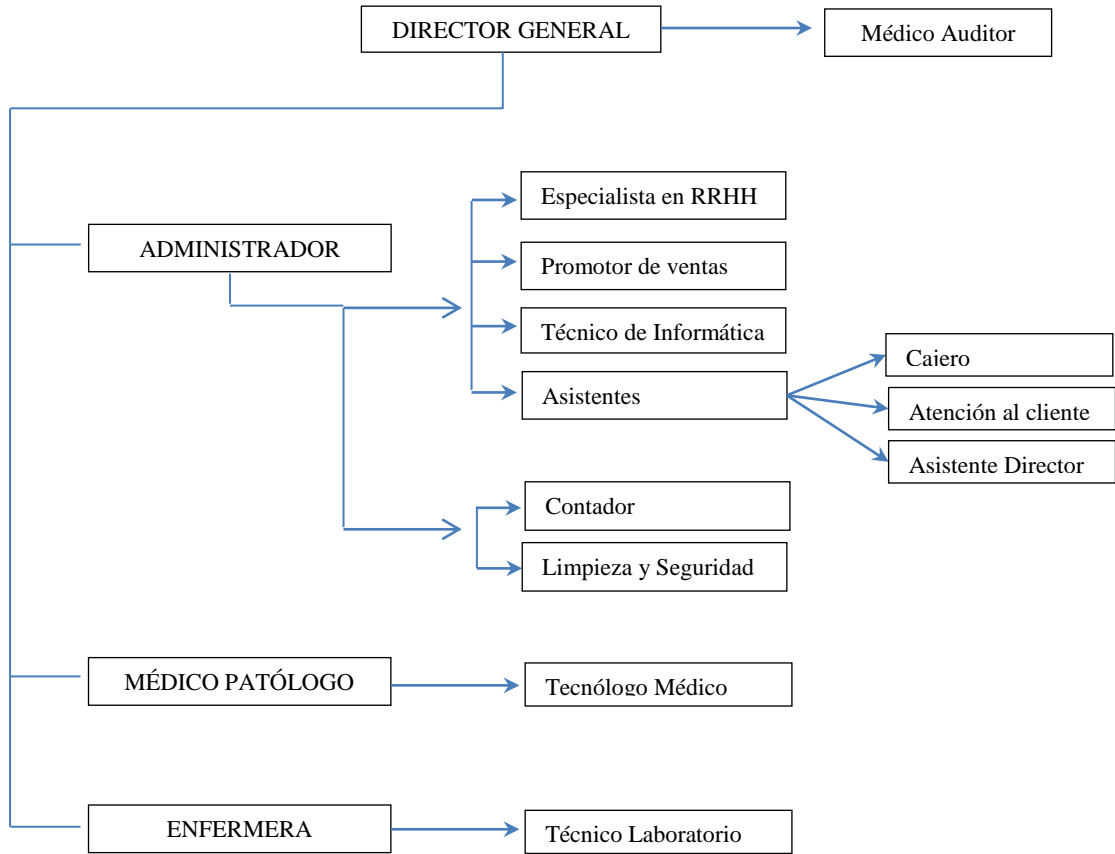 DIRECTOR GENERAL
Médico Auditor
Especialista en RRHH
ADMINISTRADOR
Promotor de ventas
Técnico de Informática
Cajero
Asistentes
Atención al cliente
Asistente Director
Contador
Limpieza y Seguridad
MÉDICO PATÓLOGO
Tecnólogo Médico
ENFERMERA
Técnico Laboratorio